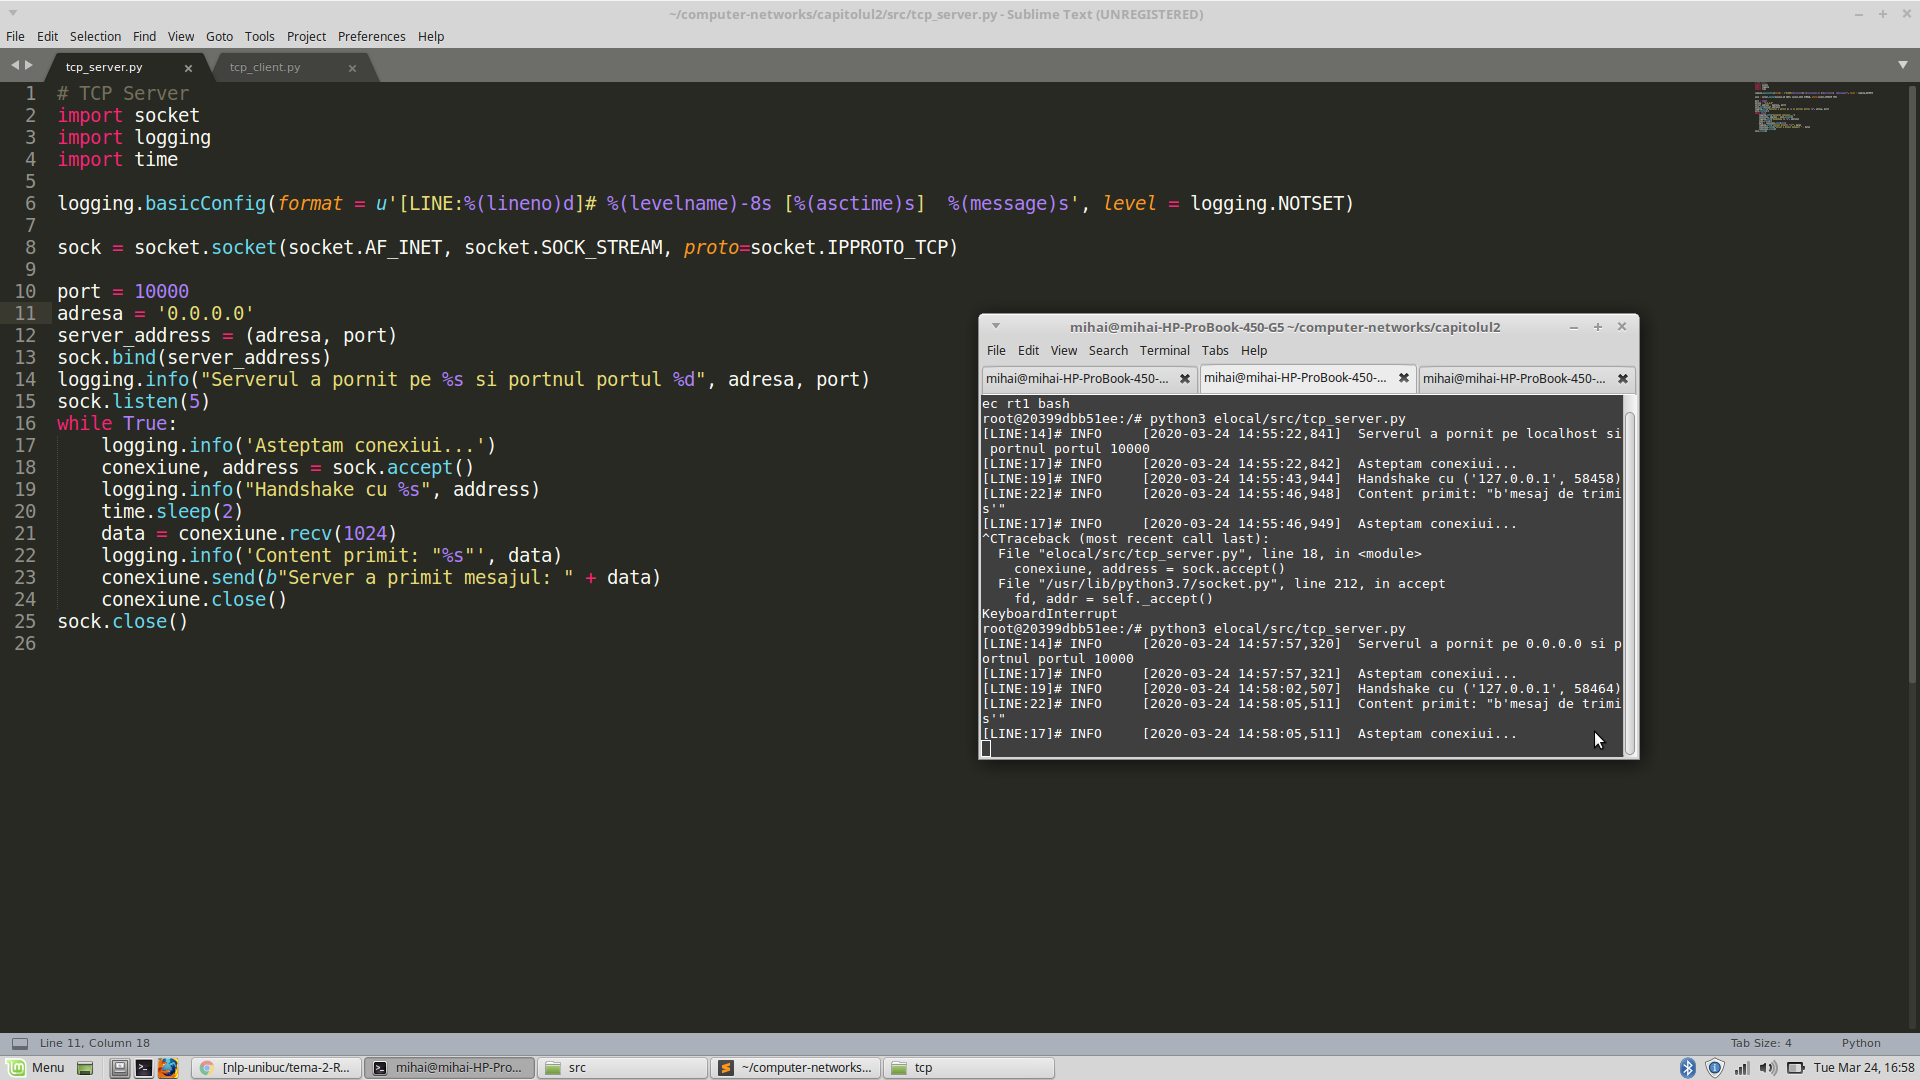 ~/computer-networks/capitolul2/src/tcp_server.py - Sublime Text (UNREGISTERED)
File Edit Selection Find View Goto Tools Project Preferences Help
tcp_server.py tcp_client.py
1 # TCP Server
2 import socket
3 import logging
4 import time
5
6 logging.basicConfig(format = u'[LINE:%(lineno)d]# %(levelname)-8s [%(asctime)s]  %(message)s', level = logging.NOTSET)
7
8 sock = socket.socket(socket.AF_INET, socket.SOCK_STREAM, proto=socket.IPPROTO_TCP)
9
10 port = 10000
11 adresa = '0.0.0.0'
12 server_address = (adresa, port)
13 sock.bind(server_address)
14 logging.info("Serverul a pornit pe %s si portnul portul %d", adresa, port)
15 sock.listen(5)
16 while True:
17     logging.info('Asteptam conexiui...')
18     conexiune, address = sock.accept()
19     logging.info("Handshake cu %s", address)
20     time.sleep(2)
21     data = conexiune.recv(1024)
22     logging.info('Content primit: "%s"', data)
23     conexiune.send(b"Server a primit mesajul: " + data)
24     conexiune.close()
25 sock.close()
26
mihai@mihai-HP-ProBook-450-G5 ~/computer-networks/capitolul2
File Edit View Search Terminal Tabs Help
mihai@mihai-HP-ProBook-450-... mihai@mihai-HP-ProBook-450-... mihai@mihai-HP-ProBook-450-...
ec rt1 bash
root@20399dbb51ee:/# python3 elocal/src/tcp_server.py
[LINE:14]# INFO     [2020-03-24 14:55:22,841]  Serverul a pornit pe localhost si
 portnul portul 10000
[LINE:17]# INFO     [2020-03-24 14:55:22,842]  Asteptam conexiui...
[LINE:19]# INFO     [2020-03-24 14:55:43,944]  Handshake cu ('127.0.0.1', 58458)
[LINE:22]# INFO     [2020-03-24 14:55:46,948]  Content primit: "b'mesaj de trimi
s'"
[LINE:17]# INFO     [2020-03-24 14:55:46,949]  Asteptam conexiui...
^CTraceback (most recent call last):
  File "elocal/src/tcp_server.py", line 18, in <module>
    conexiune, address = sock.accept()
  File "/usr/lib/python3.7/socket.py", line 212, in accept
    fd, addr = self._accept()
KeyboardInterrupt
root@20399dbb51ee:/# python3 elocal/src/tcp_server.py
[LINE:14]# INFO     [2020-03-24 14:57:57,320]  Serverul a pornit pe 0.0.0.0 si p
ortnul portul 10000
[LINE:17]# INFO     [2020-03-24 14:57:57,321]  Asteptam conexiui...
[LINE:19]# INFO     [2020-03-24 14:58:02,507]  Handshake cu ('127.0.0.1', 58464)
[LINE:22]# INFO     [2020-03-24 14:58:05,511]  Content primit: "b'mesaj de trimi
s'"
[LINE:17]# INFO     [2020-03-24 14:58:05,511]  Asteptam conexiui...
Line 11, Column 18 Tab Size: 4 Python
Menu [nlp-unibuc/tema-2-R... mihai@mihai-HP-Pro... src ~/computer-networks... tcp Tue Mar 24, 16:58